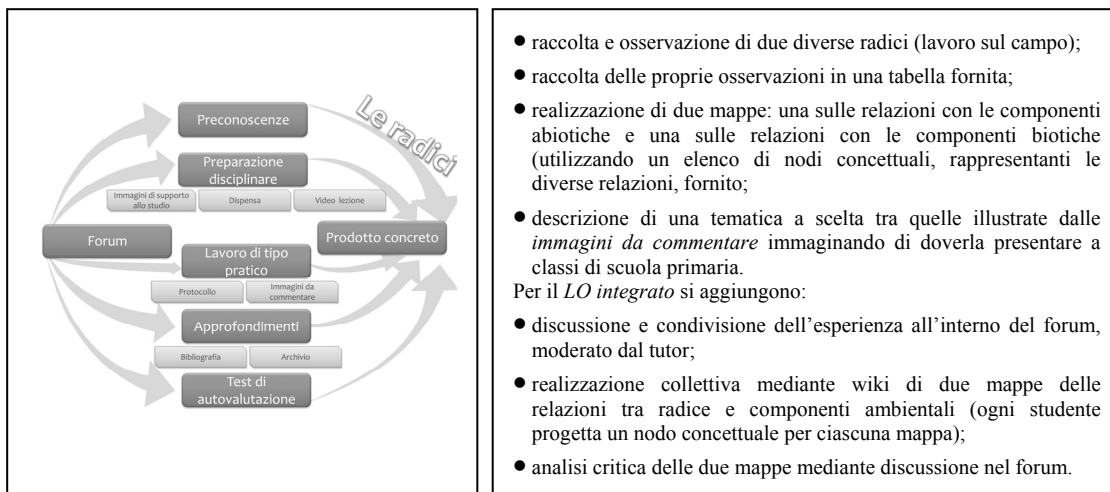 Le radici
Preconoscenze
Preparazione
disciplinare
Immagini di supporto
allo studio
Dispensa
Video lezione
Forum
Prodotto concreto
Lavoro di tipo
pratico
Protocollo
Immagini da
commentare
Approfondimenti
Bibliografia
Archivio
Test di
autovalutazione
● raccolta e osservazione di due diverse radici (lavoro sul campo);
● raccolta delle proprie osservazioni in una tabella fornita;
● realizzazione di due mappe: una sulle relazioni con le componenti
abiotiche e una sulle relazioni con le componenti biotiche
(utilizzando un elenco di nodi concettuali, rappresentanti le
diverse relazioni, fornito;
● descrizione di una tematica a scelta tra quelle illustrate dalle
immagini da commentare immaginando di doverla presentare a
classi di scuola primaria.
Per il LO integrato si aggiungono:
● discussione e condivisione dell’esperienza all’interno del forum,
moderato dal tutor;
● realizzazione collettiva mediante wiki di due mappe delle
relazioni tra radice e componenti ambientali (ogni studente
progetta un nodo concettuale per ciascuna mappa);
● analisi critica delle due mappe mediante discussione nel forum.